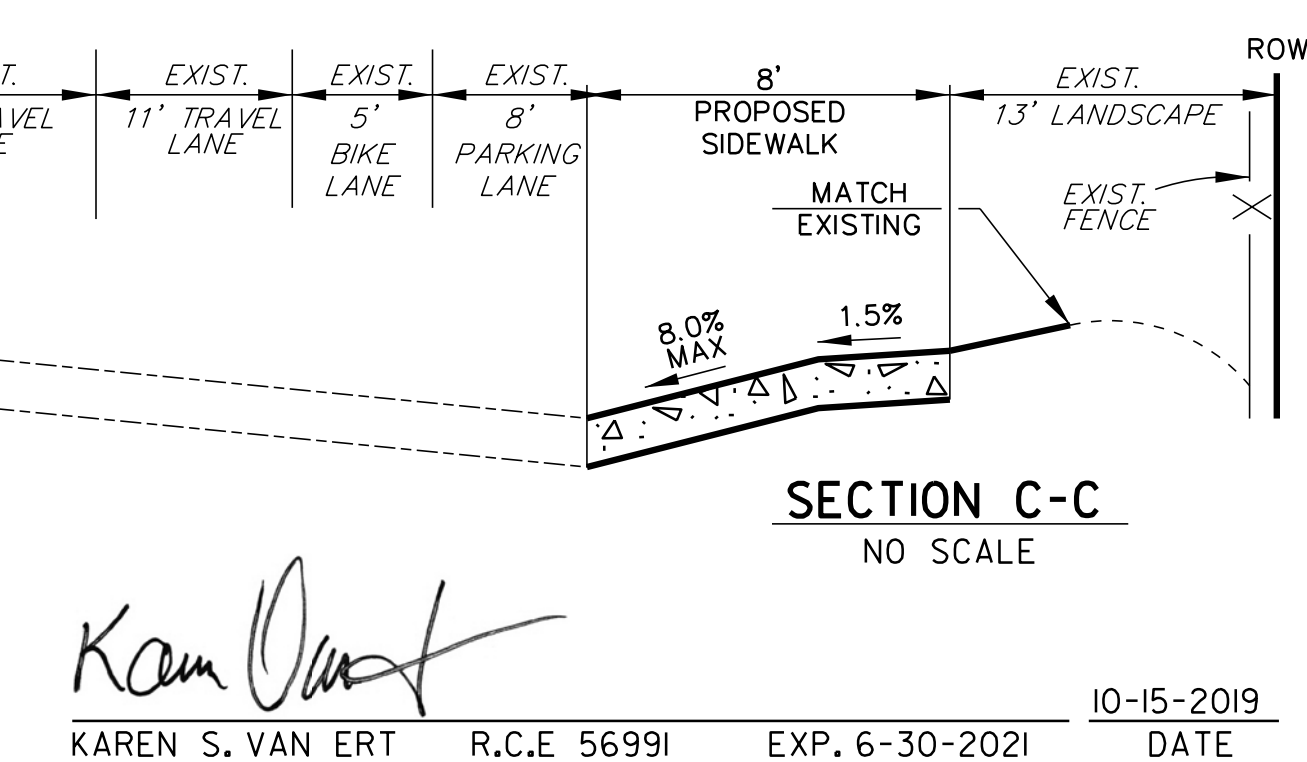 ROW
T. EXIST. EXIST. EXIST. 8' EXIST.
AVEL 11' TRAVEL 5' 8' PROPOSED 13' LANDSCAPE
E LANE BIKE PARKING SIDEWALK
LANE LANE
MATCH
EXISTING
EXIST.
FENCE
8.0%
MAX
1.5%
SECTION C-C
NO SCALE
10-15-2019
KAREN S. VAN ERT R.C.E 56991 EXP. 6-30-2021 DATE